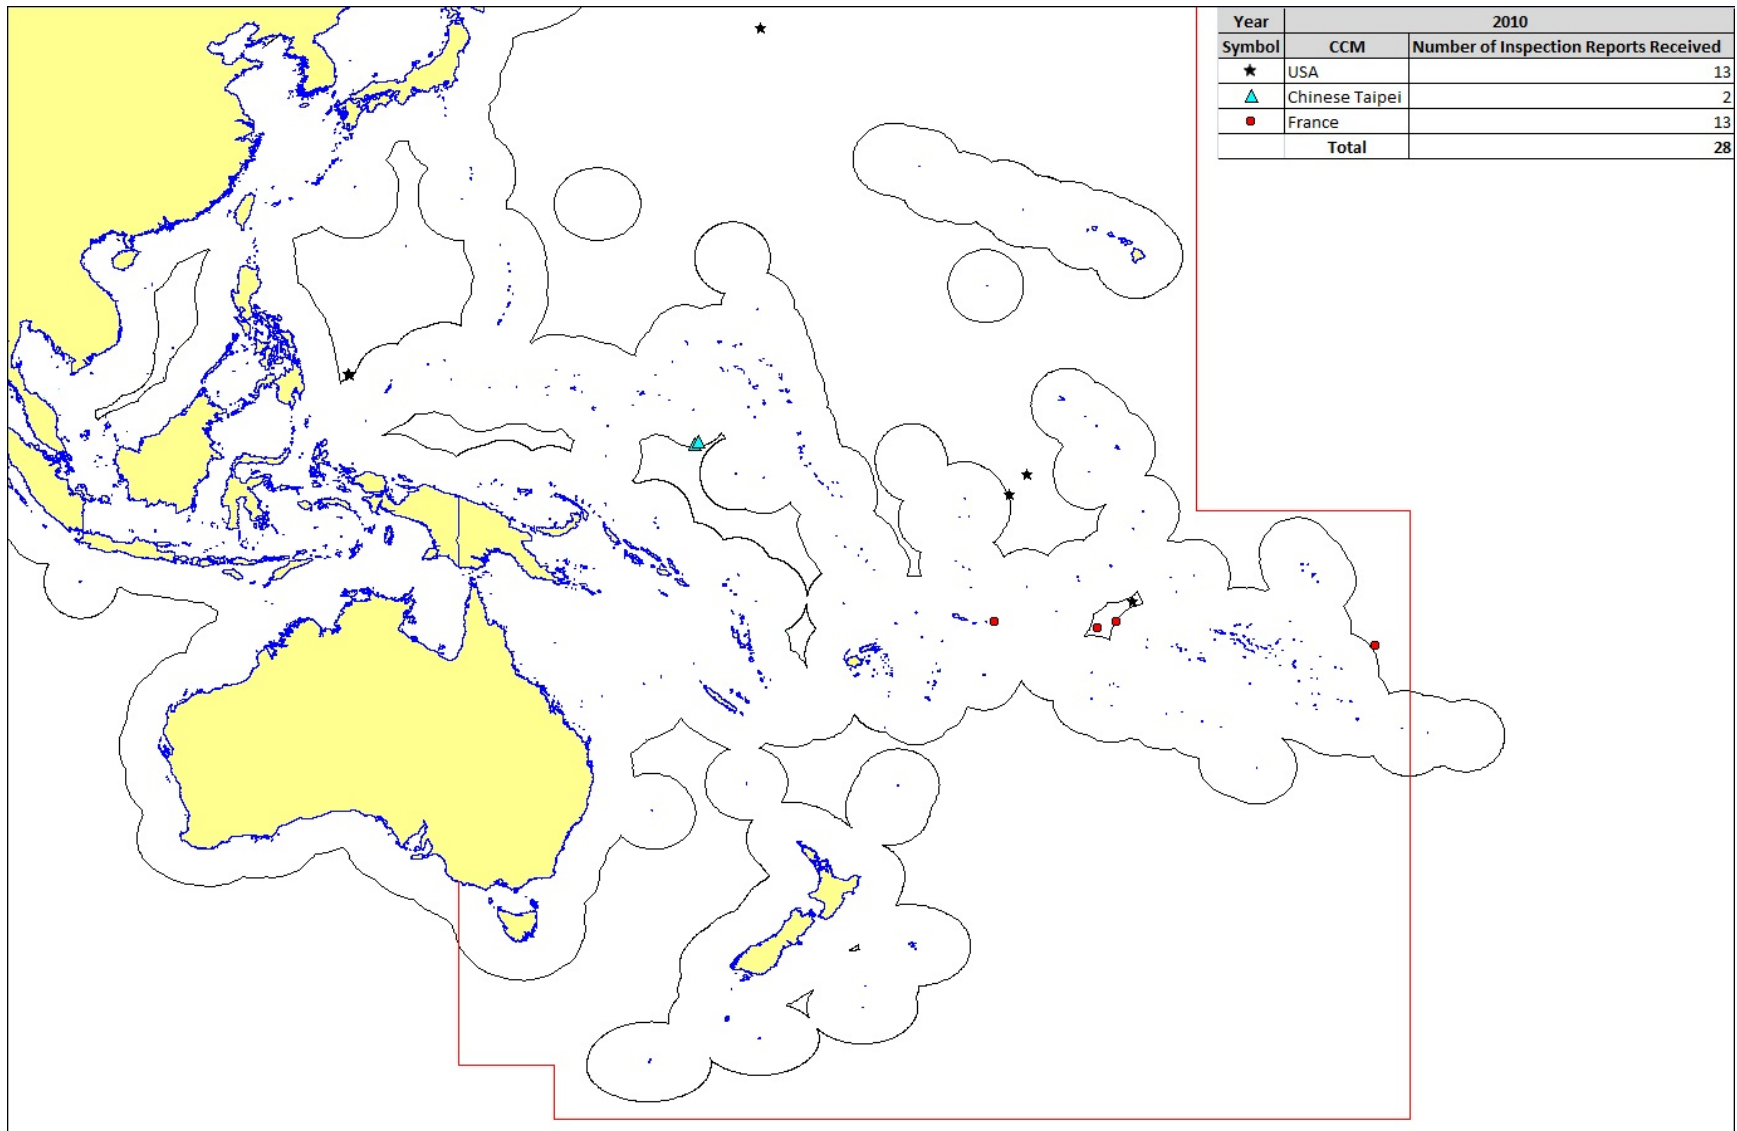 Year 2010
Symbol CCM Number of Inspection Reports Received
USA 13
Chinese Taipei 2
France 13
Total 28